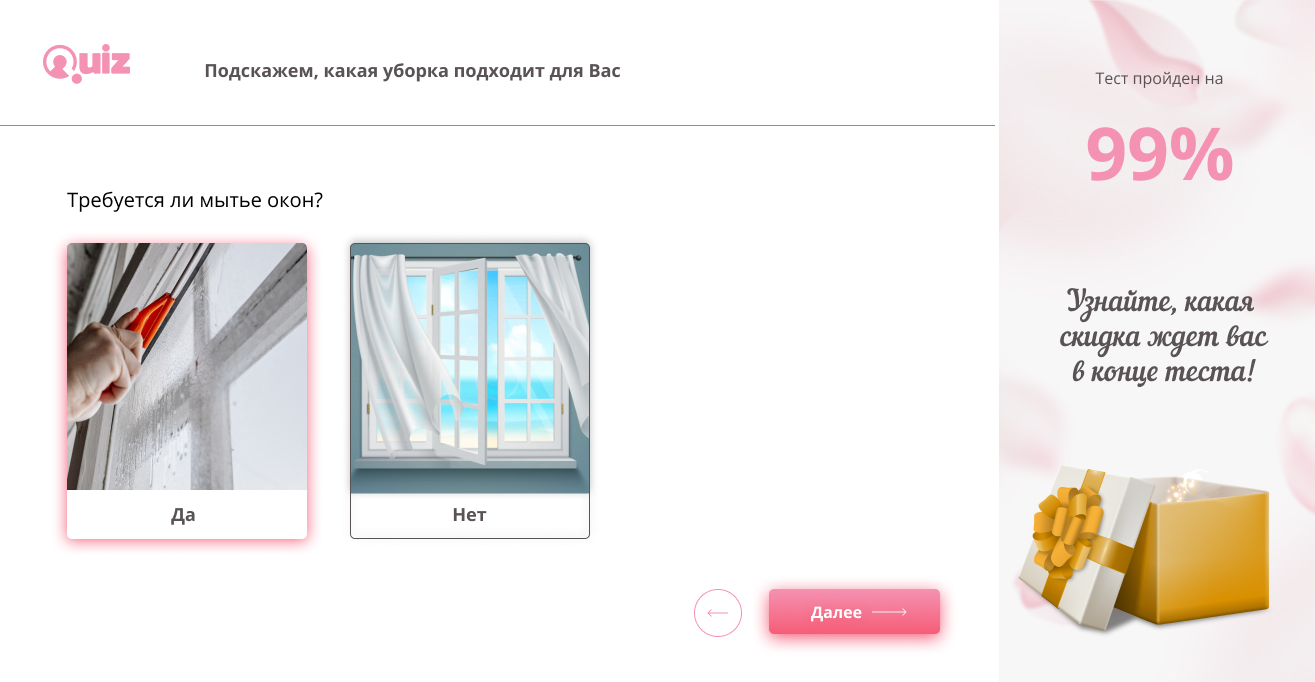 Quiz
Подскажем, какая уборка подходит для Вас
Требуется ли мытье окон?
Да
Нет
Далее
Тест пройден на
99%
Узнайте, какая
скидка ждет вас
в конце теста!